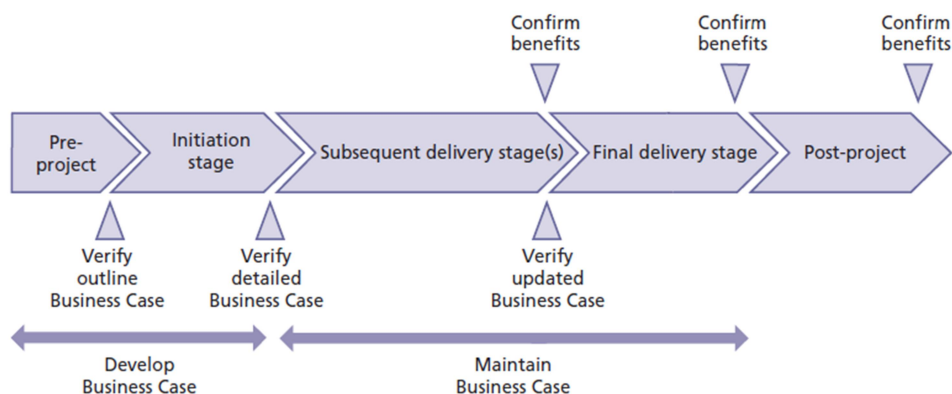 Confirm
benefits
Confirm
benefits
Confirm
benefits
Pre-
project
Initiation
stage
Subsequent delivery stage(s)
Final delivery stage
Post-project
Verify
outline
Business Case
Verify
detailed
Business Case
Verify
updated
Business Case
Develop
Business Case
Maintain
Business Case